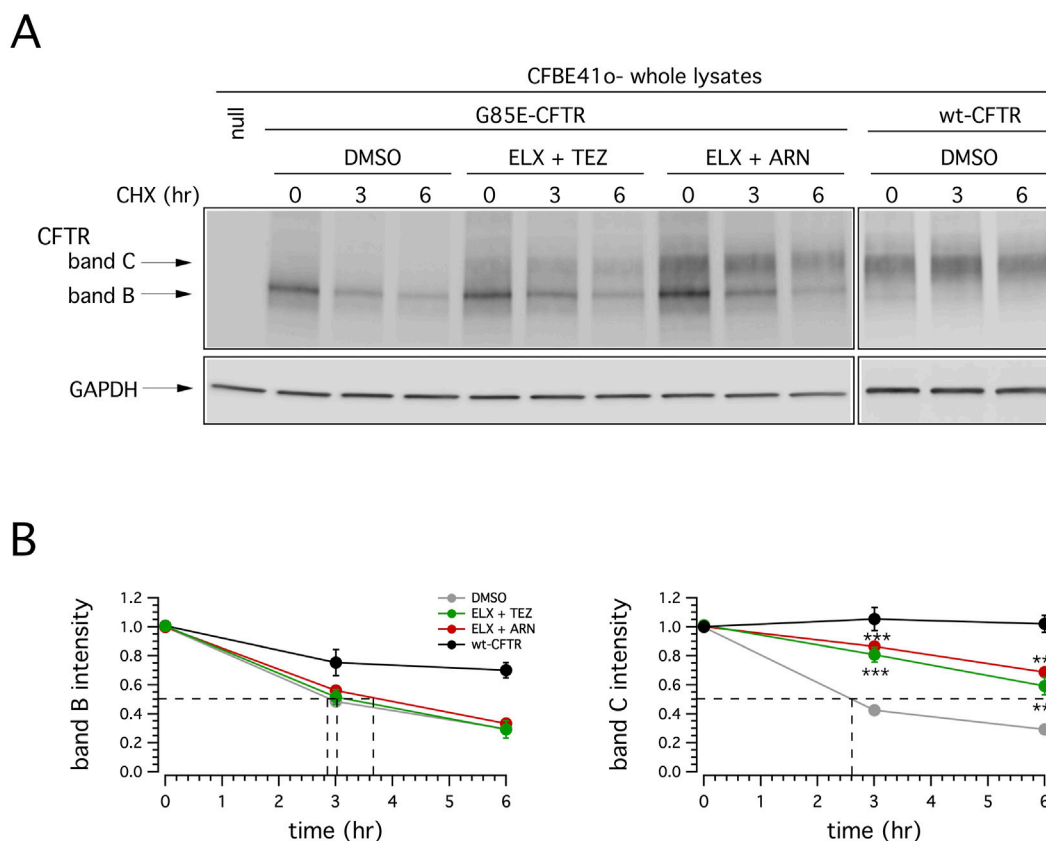 A
CFBE41o- whole lysates
null
G85E-CFTR
wt-CFTR
DMSO ELX + TEZ ELX + ARN DMSO
CHX (hr) 0 3 6 0 3 6 0 3 6 0 3 6
CFTR
band C
band B
GAPDH
B
band B intensity
1.2
1.0
0.8
0.6
0.4
0.2
0.0
0 1 2 3 4 5 6
time (hr)
DMSO
ELX + TEZ
ELX + ARN
wt-CFTR
band C intensity
1.2
1.0
0.8
0.6
0.4
0.2
0.0
***
***
**
**
0 1 2 3 4 5 6
time (hr)